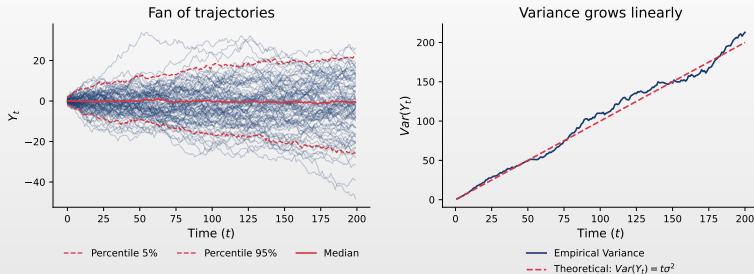 Fan of trajectories
20
0
−20
−40
Y_t
0 25 50 75 100 125 150 175 200
Time (t)
Percentile 5% Percentile 95% Median
Variance grows linearly
200
150
100
50
0
Var(Y_t)
0 25 50 75 100 125 150 175 200
Time (t)
Empirical Variance
Theoretical: Var(Y_t) = tσ²